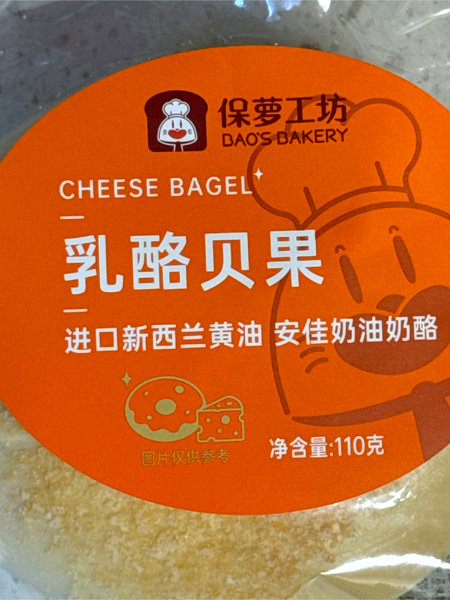 保萝工坊
BAO'S BAKERY
CHEESE BAGEL
乳酪贝果
进口新西兰黄油 安佳奶油奶酪
图片仅供参考
净含量:110克